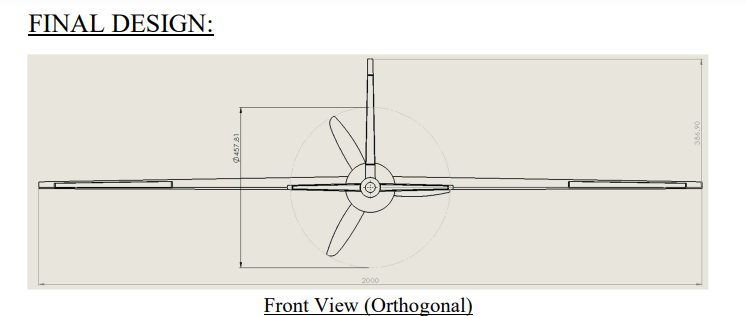 FINAL DESIGN:
Ø457.81
386.90
2000
Front View (Orthogonal)